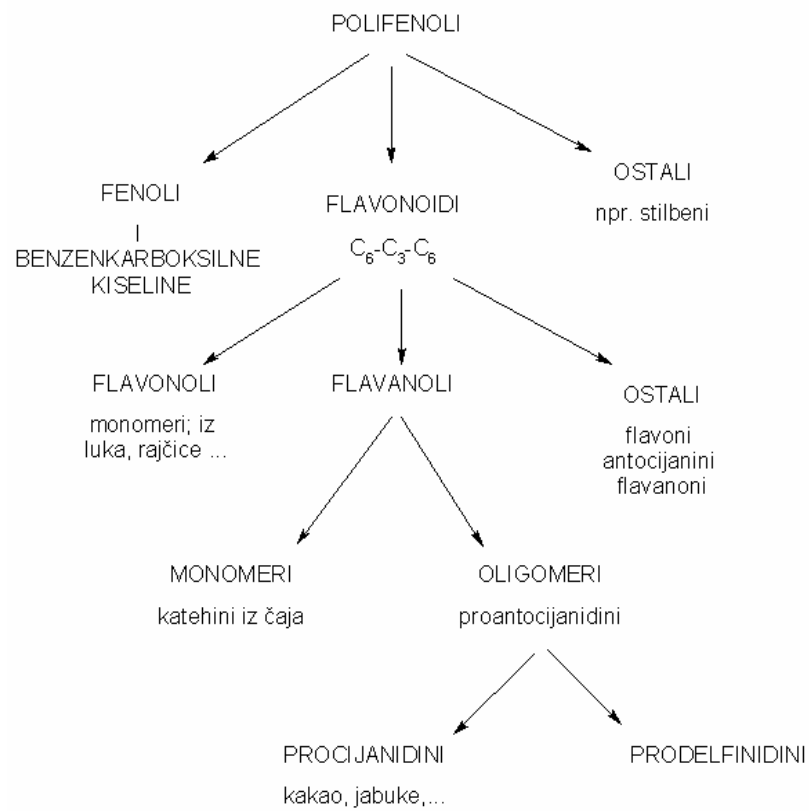 POLIFENOLI
FENOLI
I
BENZENKARBOKSILNE
KISELINE
FLAVONOIDI
C₆-C₃-C₆
OSTALI
npr. stilbeni
FLAVONOLI
monomeri; iz
luka, rajčice ...
FLAVANOLI
OSTALI
flavoni
antocijanini
flavanoni
MONOMERI
katehini iz čaja
OLIGOMERI
proantocijanidini
PROCIJANIDINI
kakao, jabuke,...
PRODELFINIDINI